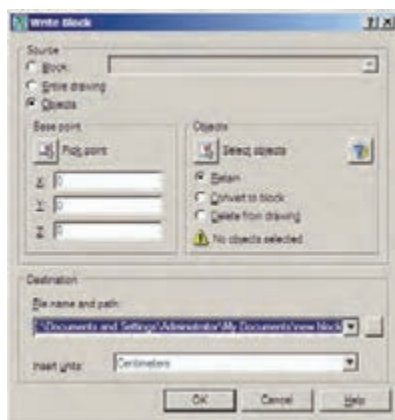 Write Block
Source
Block:
Entire drawing
Objects
Base point
Pick point
X: 0
Y: 0
Z: 0
Objects
Select objects
Retain
Convert to block
Delete from drawing
No objects selected
Destination
File name and path:
:\Documents and Settings\Administrator\My Documents\new block
Insert units: Centimeters
OK Cancel Help